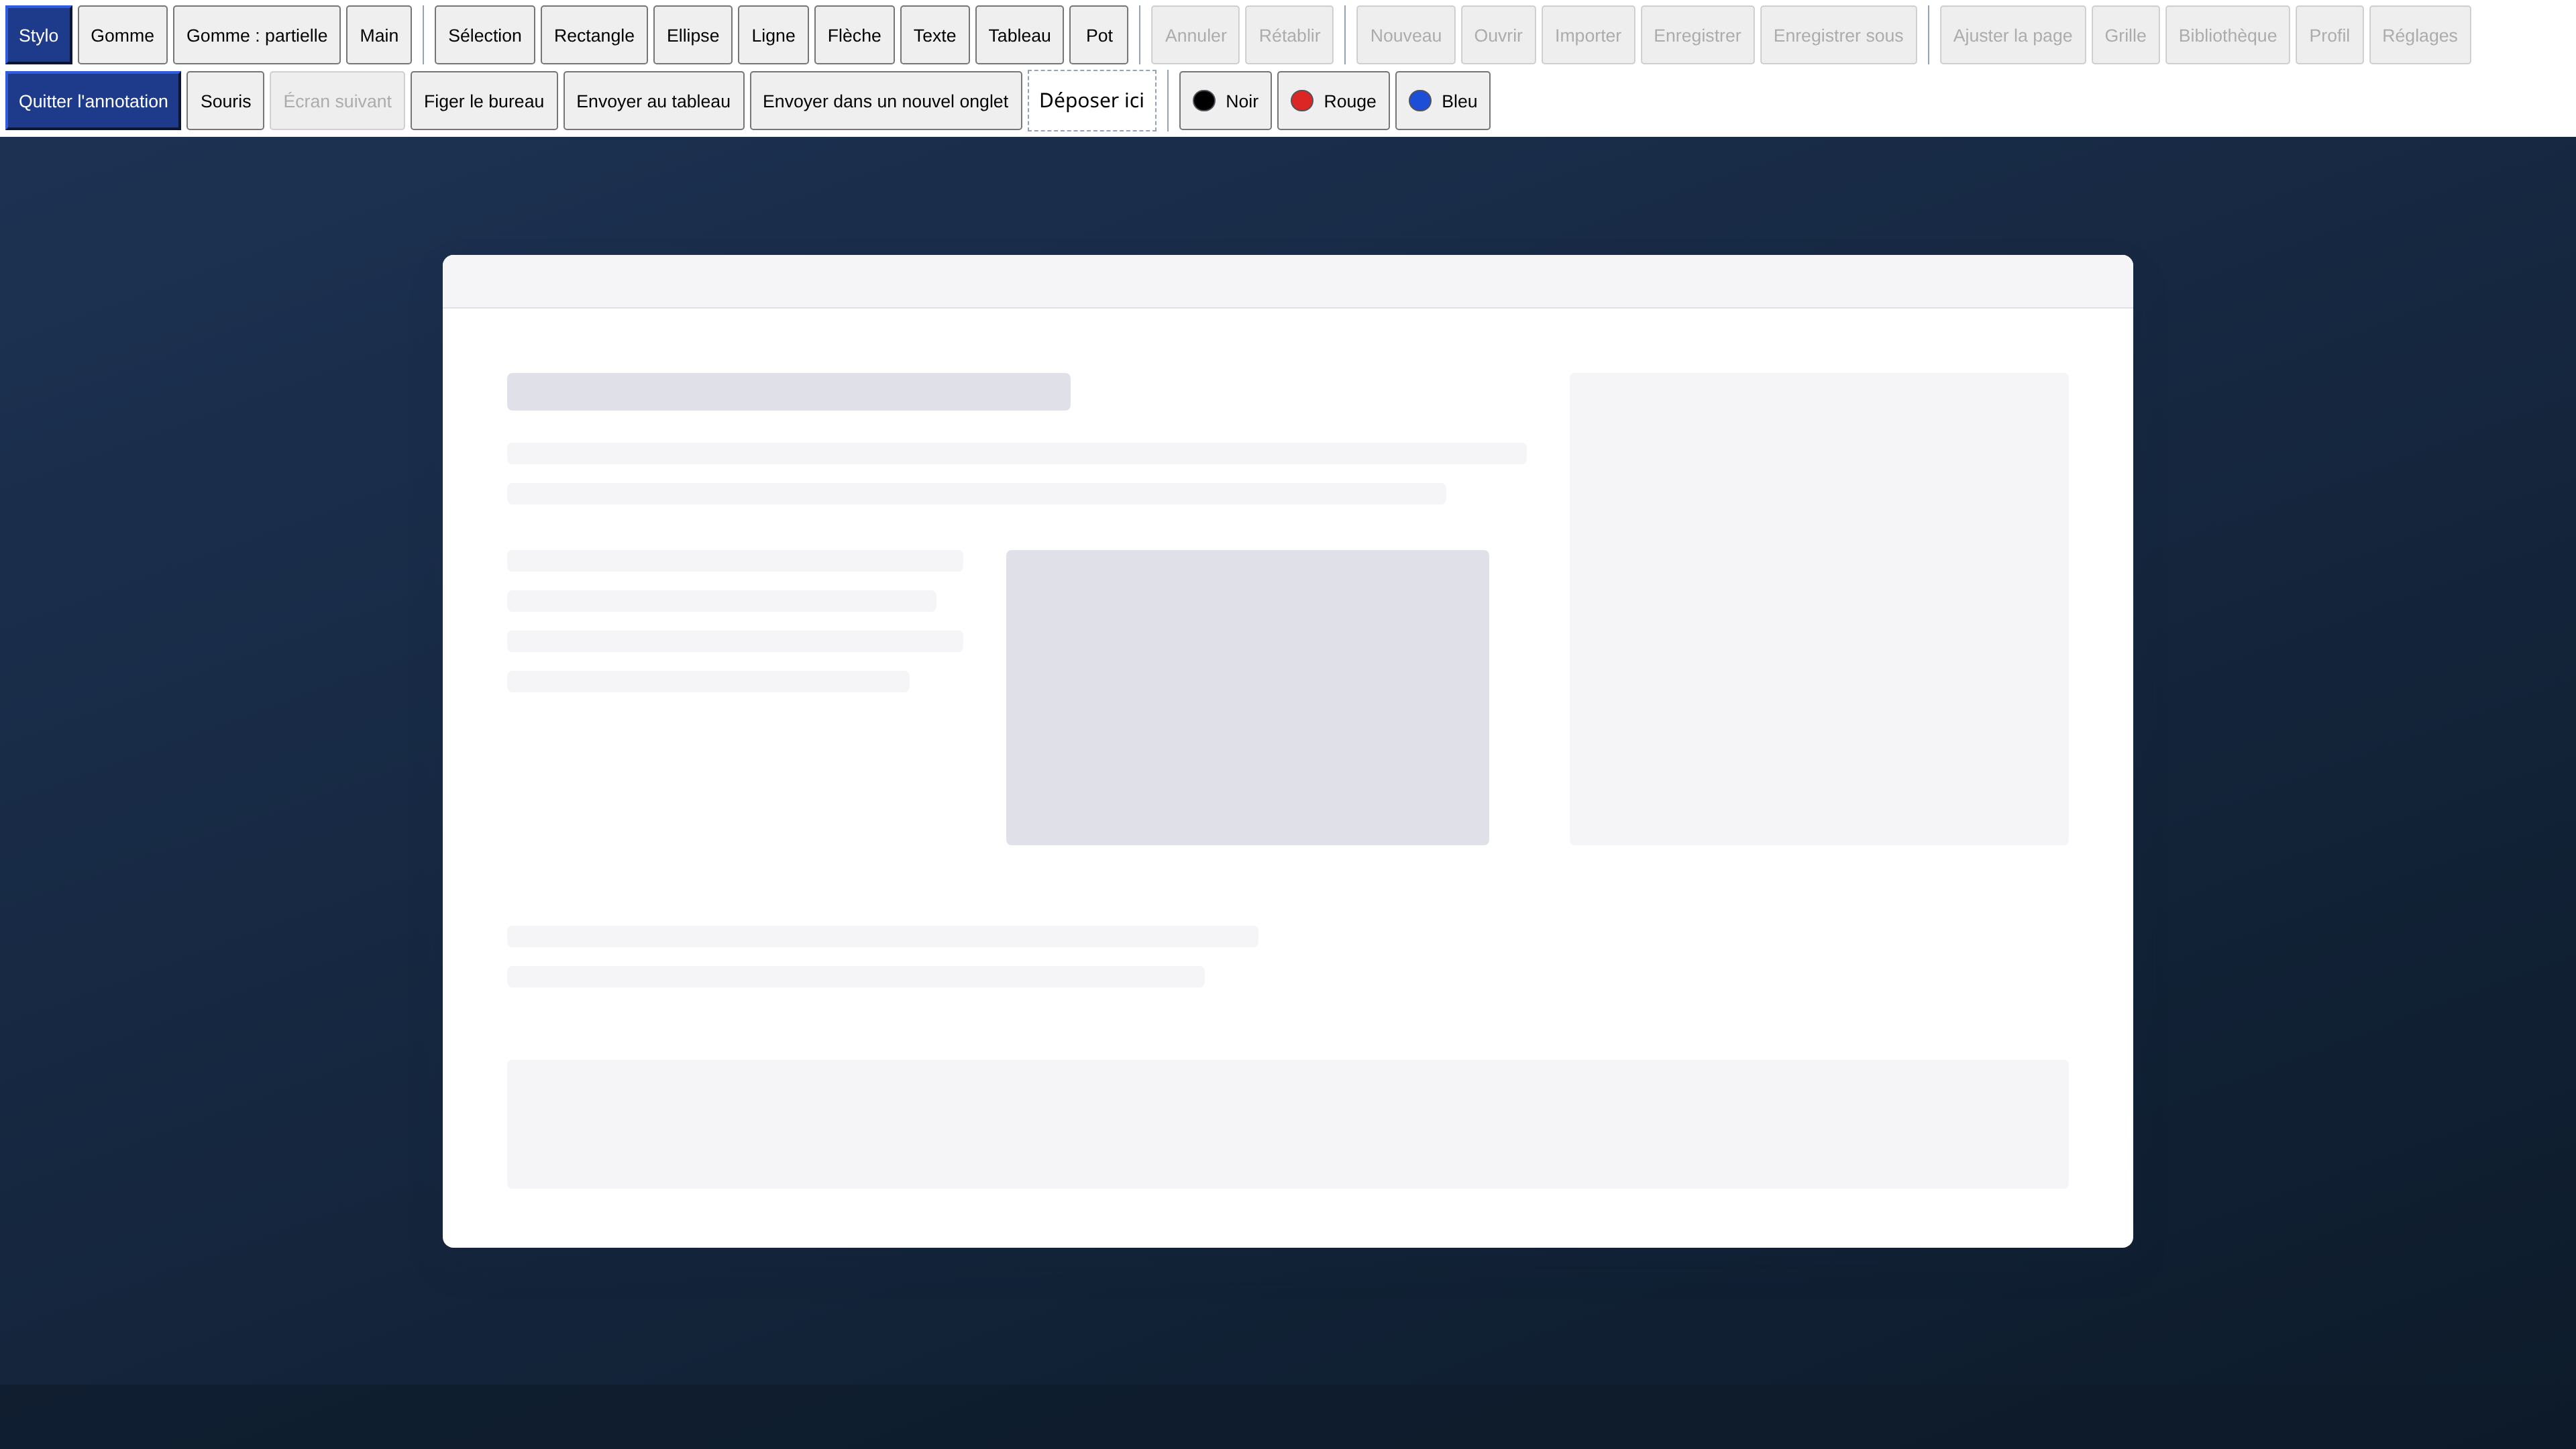 Stylo Gomme Gomme : partielle Main Sélection Rectangle Ellipse Ligne Flèche Texte Tableau Pot Annuler Rétablir Nouveau Ouvrir Importer Enregistrer Enregistrer sous Ajuster la page Grille Bibliothèque Profil Réglages
Quitter l'annotation Souris Écran suivant Figer le bureau Envoyer au tableau Envoyer dans un nouvel onglet Déposer ici Noir Rouge Bleu